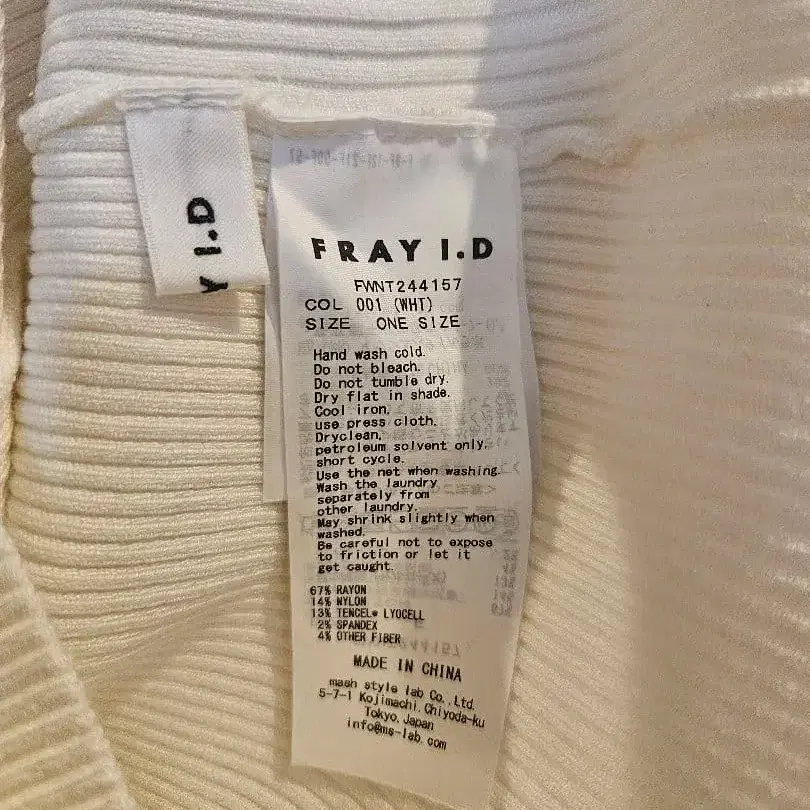 Y I.D
FRAY I.D
FWNT244157
COL 001 (WHT)
SIZE ONE SIZE
Hand wash cold.
Do not bleach.
Do not tumble dry.
Dry flat in shade.
Cool iron,
use press cloth.
Dryclean,
petroleum solvent only,
short cycle.
Use the net when washing.
Wash the laundry
separately from
other laundry.
May shrink slightly when
washed.
Be careful not to expose
to friction or let it
get caught.
67% RAYON
14% NYLON
13% TENCEL® LYOCELL
2% SPANDEX
4% OTHER FIBER
MADE IN CHINA
mash style lab Co.,Ltd.
5-7-1 Kojimachi,Chiyoda-ku
Tokyo,Japan
info@ms-lab.com